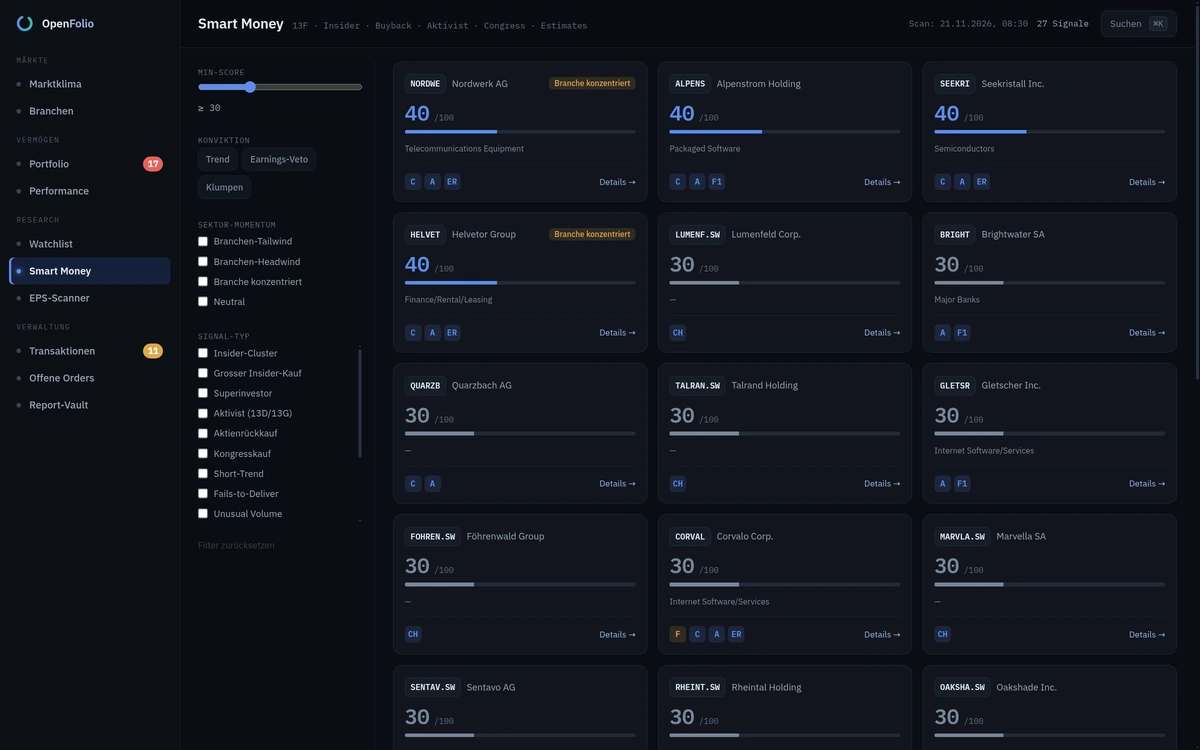 OpenFolio
MÄRKTE
Marktklima
Branchen
VERMÖGEN
Portfolio 17
Performance
RESEARCH
Watchlist
Smart Money
EPS-Scanner
VERWALTUNG
Transaktionen 11
Offene Orders
Report-Vault
Smart Money 13F · Insider · Buyback · Aktivist · Congress · Estimates
Scan: 21.11.2026, 08:30 27 Signale Suchen ⌘K
MIN-SCORE
≥ 30
KONVIKTION
Trend Earnings-Veto
Klumpen
SEKTOR-MOMENTUM
Branchen-Tailwind
Branchen-Headwind
Branche konzentriert
Neutral
SIGNAL-TYP
Insider-Cluster
Grosser Insider-Kauf
Superinvestor
Aktivist (13D/13G)
Aktienrückkauf
Kongresskauf
Short-Trend
Fails-to-Deliver
Unusual Volume
Filter zurücksetzen
NORDWE Nordwerk AG Branche konzentriert
40 /100
Telecommunications Equipment
C A ER Details →
ALPENS Alpenstrom Holding
40 /100
Packaged Software
C A F1 Details →
SEEKRI Seekristall Inc.
40 /100
Semiconductors
C A ER Details →
HELVET Helvetor Group Branche konzentriert
40 /100
Finance/Rental/Leasing
C A ER Details →
LUMENF.SW Lumenfeld Corp.
30 /100
—
CH Details →
BRIGHT Brightwater SA
30 /100
Major Banks
A F1 Details →
QUARZB Quarzbach AG
30 /100
—
C A Details →
TALRAN.SW Talrand Holding
30 /100
—
CH Details →
GLETSR Gletscher Inc.
30 /100
Internet Software/Services
A F1 Details →
FOHREN.SW Föhrenwald Group
30 /100
—
CH Details →
CORVAL Corvalo Corp.
30 /100
Internet Software/Services
F C A ER Details →
MARVLA.SW Marvella SA
30 /100
—
CH Details →
SENTAV.SW Sentavo AG
30 /100
RHEINT.SW Rheintal Holding
30 /100
OAKSHA.SW Oakshade Inc.
30 /100